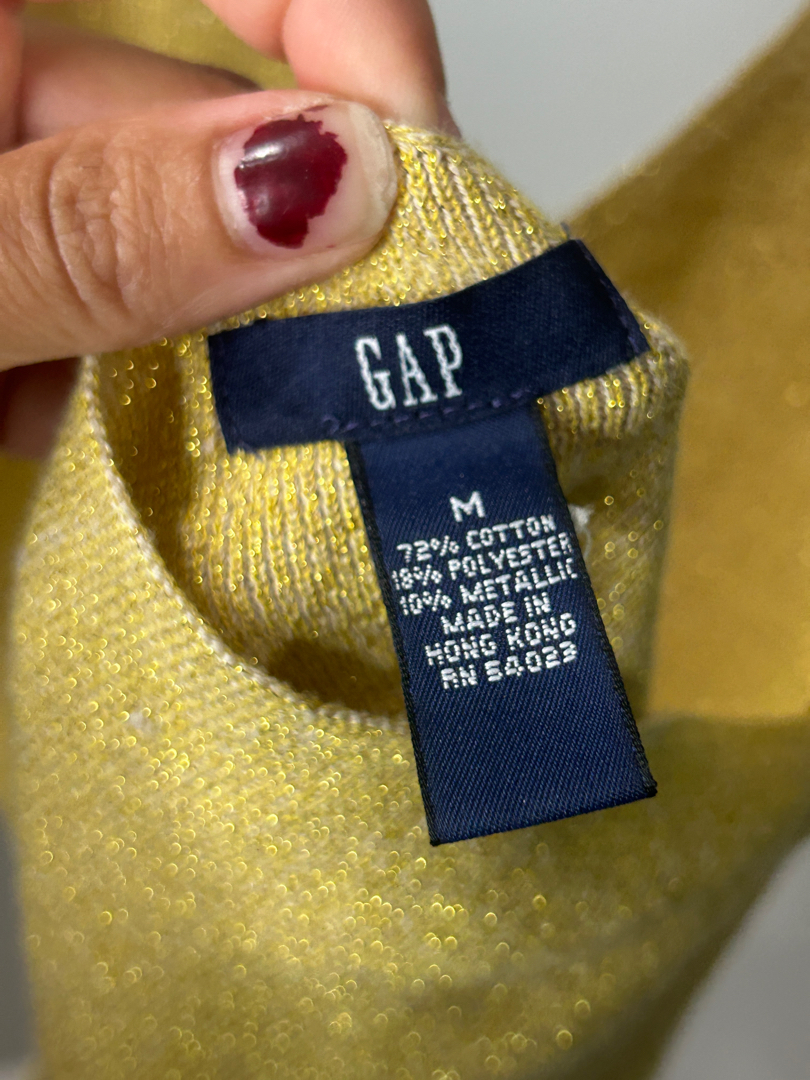 GAP
M
72% COTTON
18% POLYESTER
10% METALLIC
MADE IN
HONG KONG
RN 54023